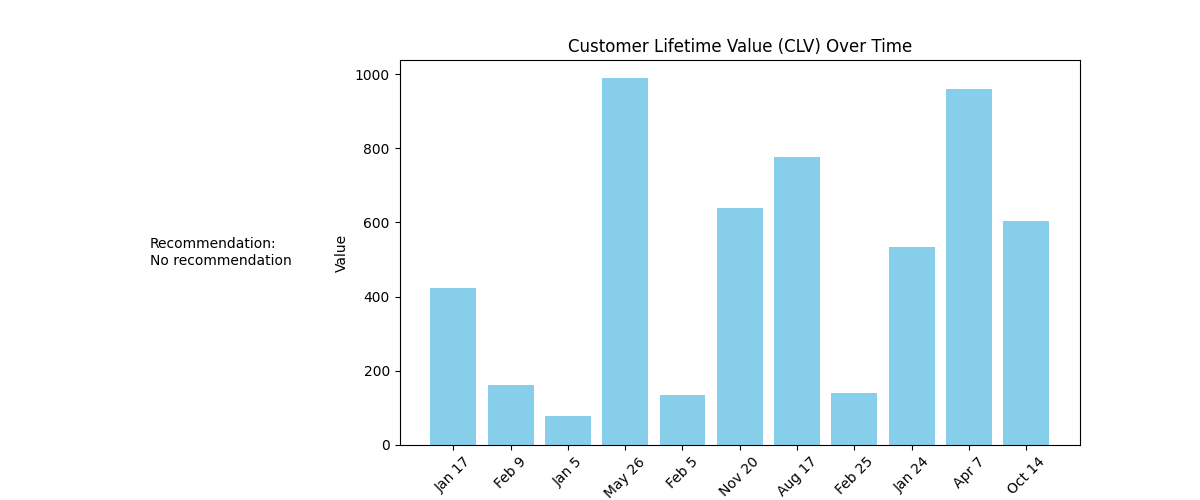 Customer Lifetime Value (CLV) Over Time
Recommendation:
No recommendation
Value
1000
800
600
400
200
0
Jan 17
Feb 9
Jan 5
May 26
Feb 5
Nov 20
Aug 17
Feb 25
Jan 24
Apr 7
Oct 14